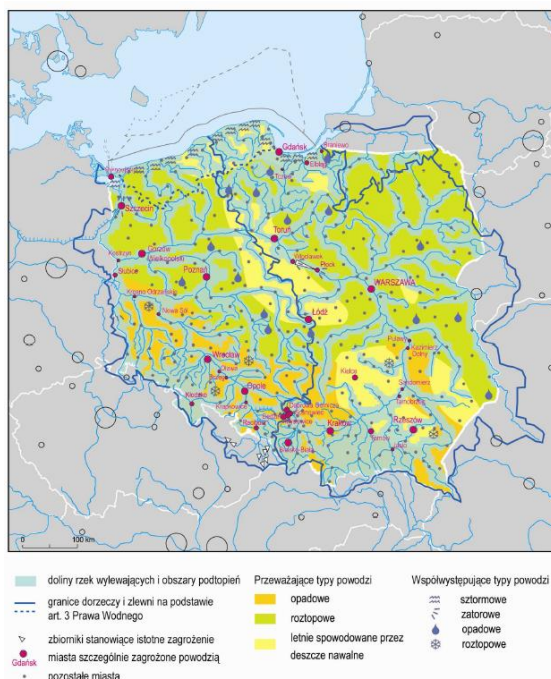 Braniewo
Gdańsk
Elbląg
Tczew
Szczecin
Toruń
Gorzów
Wielkopolski
Włocławek
Płock
Słubice
Poznań
WARSZAWA
Krosno Odrzańskie
Nowa Sól
Łódź
Puławy
Kazimierz
Dolny
Wrocław
Oława
Kielce
Opole
Sandomierz
Tarnobrzeg
Kłodzko
Racibórz
Kraków
Tarnów
Rzeszów
Bielsko-Biała
0 100 km
doliny rzek wylewających i obszary podtopień
granice dorzeczy i zlewni na podstawie
art. 3 Prawa Wodnego
zbiorniki stanowiące istotne zagrożenie
miasta szczególnie zagrożone powodzią
Gdańsk
pozostałe miasta
Przeważające typy powodzi
opadowe
roztopowe
letnie spowodowane przez
deszcze nawalne
Współwystępujące typy powodzi
sztormowe
zatorowe
opadowe
roztopowe